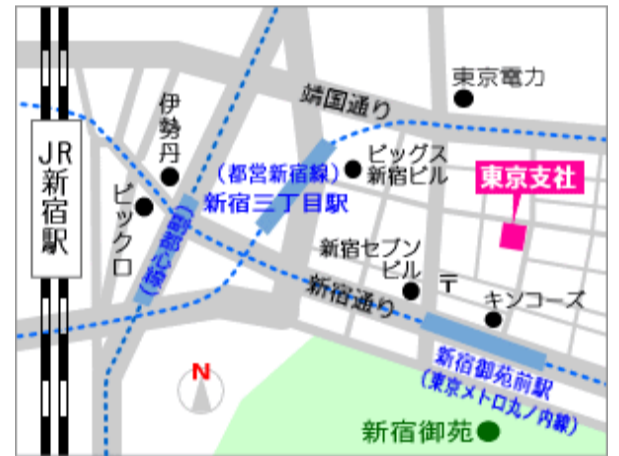 JR新宿駅
伊勢丹
ビックロ
(副都心線)
(都営新宿線)
新宿三丁目駅
靖国通り
東京電力
ビッグス
新宿ビル
東京支社
新宿セブン
ビル
〒
新宿通り
キンコーズ
新宿御苑前駅
(東京メトロ丸ノ内線)
N
新宿御苑